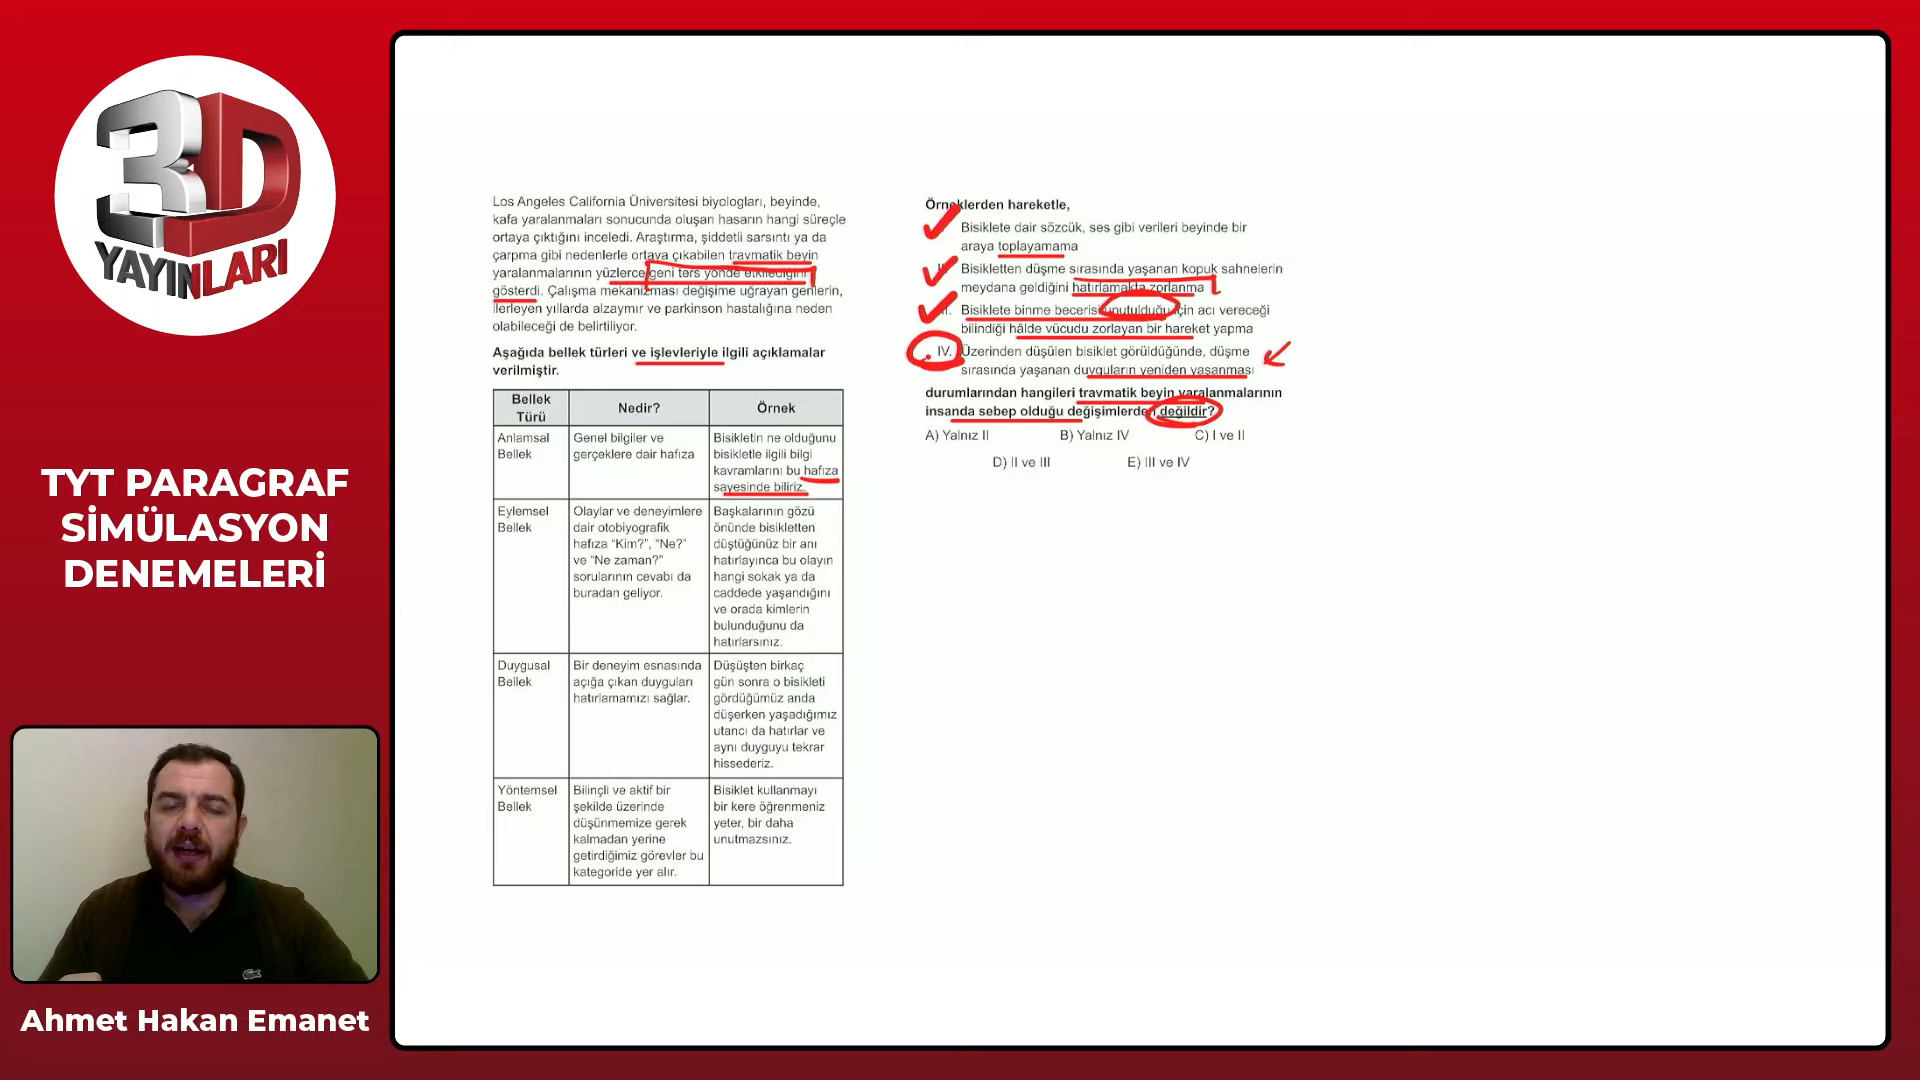 3D
YAYINLARI
TYT PARAGRAF
SİMÜLASYON
DENEMELERİ
Ahmet Hakan Emanet
Los Angeles California Üniversitesi biyologları, beyinde,
kafa yaralanmaları sonucunda oluşan hasarın hangi süreçle
ortaya çıktığını inceledi. Araştırma, şiddetli sarsıntı ya da
çarpma gibi nedenlerle ortaya çıkabilen travmatik beyin
yaralanmalarının yüzlerce geni ters yönde etkilediğini
gösterdi. Çalışma mekanizması değişime uğrayan genlerin,
ilerleyen yıllarda alzaymır ve parkinson hastalığına neden
olabileceği de belirtiliyor.
Aşağıda bellek türleri ve işlevleriyle ilgili açıklamalar
verilmiştir.
Bellek Türü
Nedir?
Örnek
Anlamsal
Bellek
Genel bilgiler ve
gerçeklere dair hafıza
Bisikletin ne olduğunu
bisikletle ilgili bilgi
kavramlarını bu hafıza
sayesinde biliriz.
Eylemsel
Bellek
Olaylar ve deneyimlere
dair otobiyografik
hafıza “Kim?”, “Ne?”
ve “Ne zaman?”
sorularının cevabı da
buradan geliyor.
Başkalarının gözü
önünde bisikletten
düştüğünüz bir anı
hatırlayınca bu olayın
hangi sokak ya da
caddede yaşandığını
ve orada kimlerin
bulunduğunu da
hatırlarsınız.
Duygusal
Bellek
Bir deneyim esnasında
açığa çıkan duyguları
hatırlamamızı sağlar.
Düşüşten birkaç
gün sonra o bisikleti
gördüğümüz anda
düşerken yaşadığımız
utancı da hatırlar ve
aynı duyguyu tekrar
hissederiz.
Yöntemsel
Bellek
Bilinçli ve aktif bir
şekilde üzerinde
düşünmemize gerek
kalmadan yerine
getirdiğimiz görevler bu
kategoride yer alır.
Bisiklet kullanmayı
bir kere öğrenmeniz
yeter, bir daha
unutmazsınız.
Örneklerden hareketle,
Bisiklete dair sözcük, ses gibi verileri beyinde bir
araya toplayamama
Bisikletten düşme sırasında yaşanan kopuk sahnelerin
meydana geldiğini hatırlamakta zorlanma
Bisiklete binme becerisi unutulduğu için acı vereceği
bilindiği hâlde vücudu zorlayan bir hareket yapma
IV. Üzerinden düşülen bisiklet görüldüğünde, düşme
sırasında yaşanan duyguların yeniden yaşanması
durumlarından hangileri travmatik beyin yaralanmalarının
insanda sebep olduğu değişimlerden değildir?
A) Yalnız II B) Yalnız IV C) I ve II
D) II ve III E) III ve IV